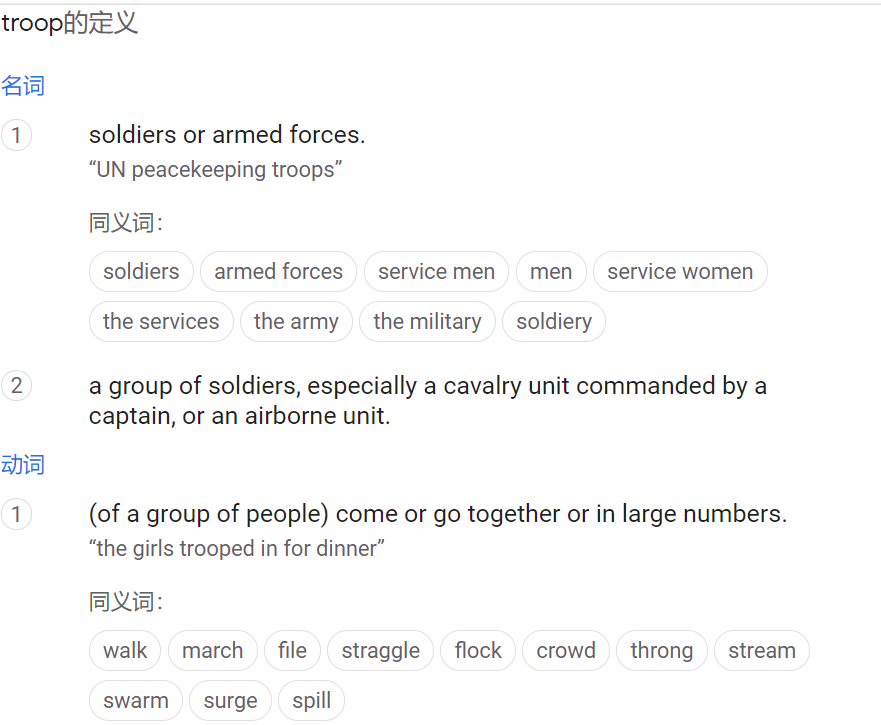 troop的定义
名词
1
soldiers or armed forces.
“UN peacekeeping troops”
同义词：
soldiers armed forces service men men service women
the services the army the military soldiery
2
a group of soldiers, especially a cavalry unit commanded by a
captain, or an airborne unit.
动词
1
(of a group of people) come or go together or in large numbers.
“the girls trooped in for dinner”
同义词：
walk march file straggle flock crowd throng stream
swarm surge spill